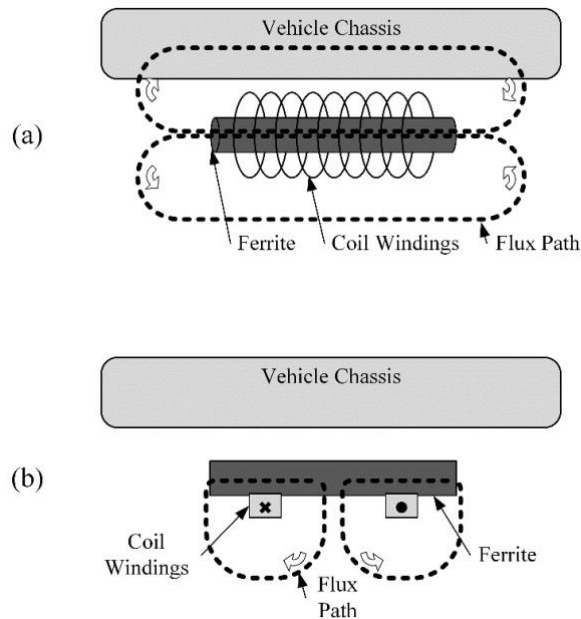 Vehicle Chassis
(a)
Ferrite
Coil Windings
Flux Path
Vehicle Chassis
(b)
Coil
Windings
Flux
Path
Ferrite